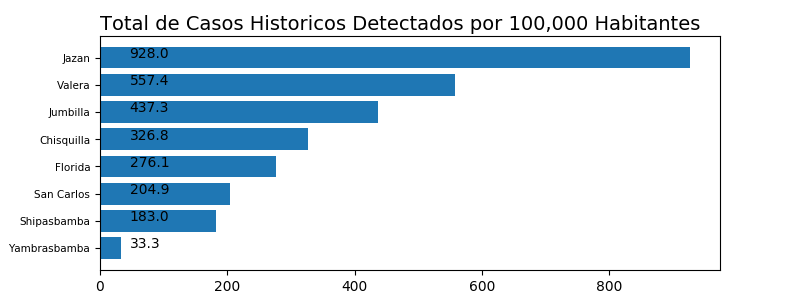 Total de Casos Historicos Detectados por 100,000 Habitantes
Jazan 928.0
Valera 557.4
Jumbilla 437.3
Chisquilla 326.8
Florida 276.1
San Carlos 204.9
Shipasbamba 183.0
Yambrasbamba 33.3
0 200 400 600 800